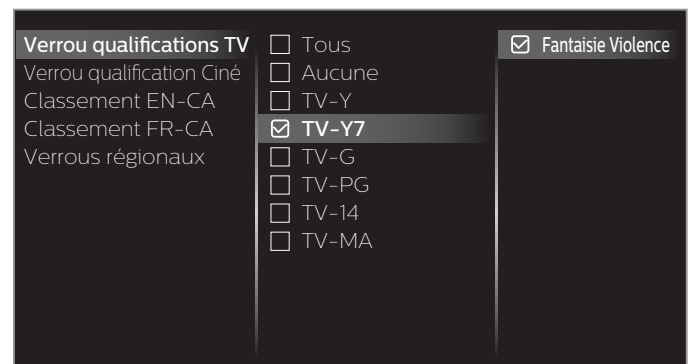 Verrou qualifications TV
Verrou qualification Ciné
Classement EN-CA
Classement FR-CA
Verrous régionaux
Tous
Aucune
TV-Y
TV-Y7
TV-G
TV-PG
TV-14
TV-MA
Fantaisie Violence